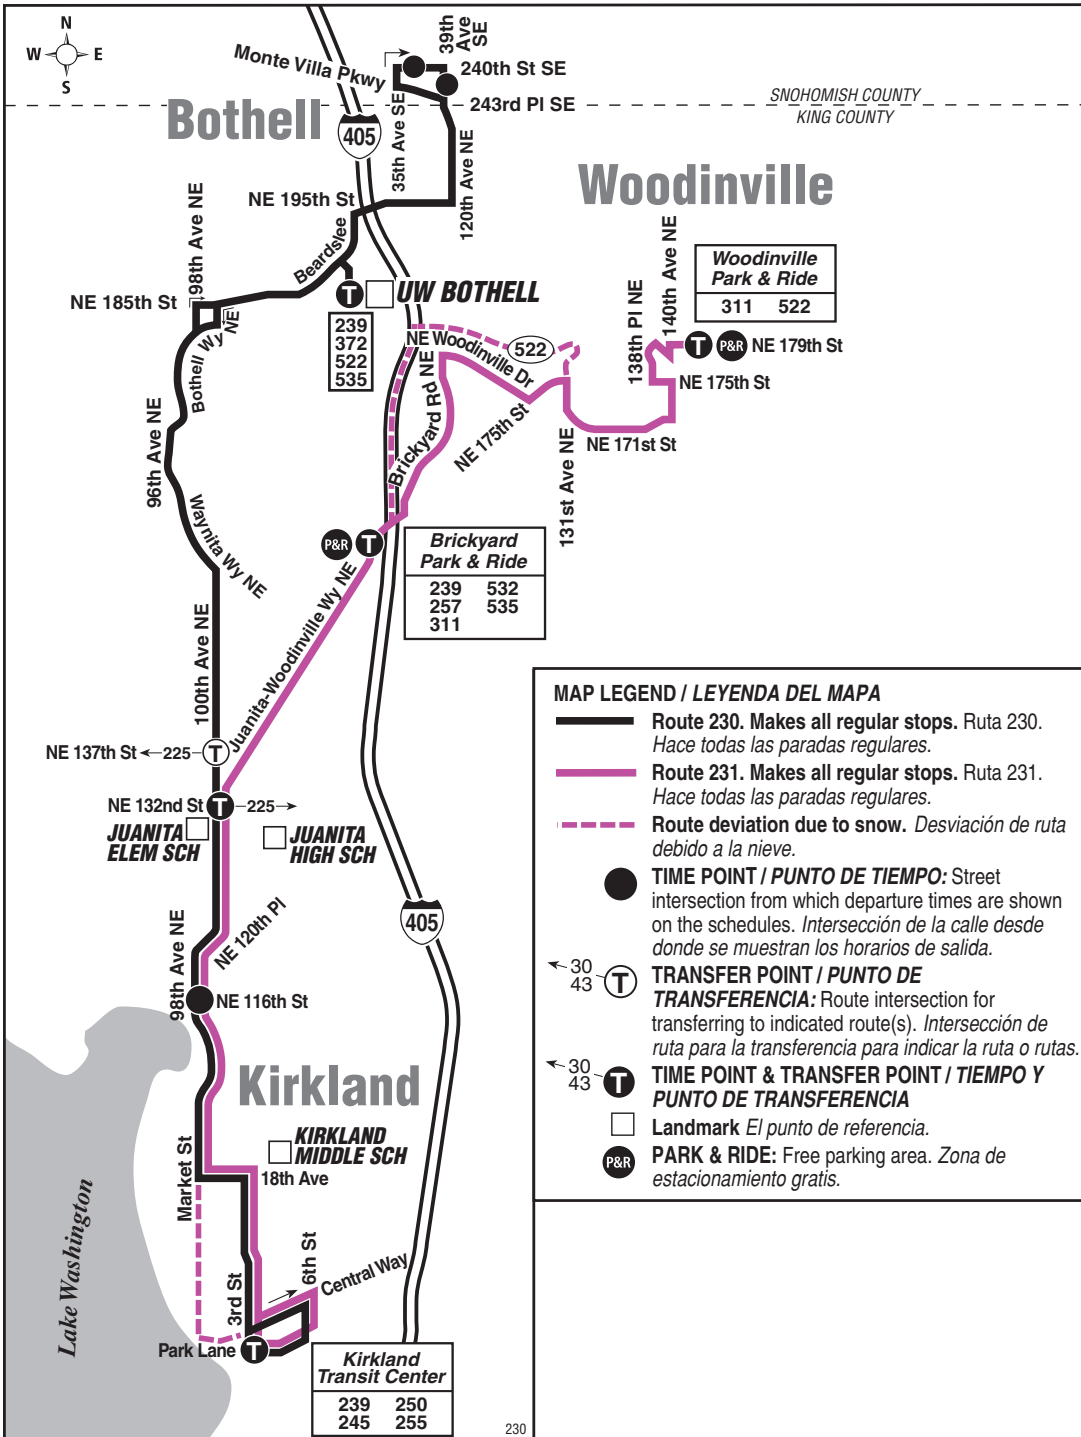 N
W E
S
Monte Villa Pkwy
39th
Ave
SE
240th St SE
243rd Pl SE
SNOHOMISH COUNTY
KING COUNTY
Bothell
405
35th Ave SE
120th Ave NE
Woodinville
NE 195th St
98th Ave NE
Beardslee
NE 185th St
T
UW BOTHELL
239
372
522
535
Bothell Wy NE
NE Woodinville Dr
522
138th Pl NE
140th Ave NE
Woodinville
Park & Ride
311 522
T P&R NE 179th St
NE 175th St
Brickyard Rd NE
NE 175th St
NE 171st St
131st Ave NE
96th Ave NE
Waynita Wy NE
P&R T
Brickyard
Park & Ride
239 532
257 535
311
100th Ave NE
Juanita-Woodinville Wy NE
NE 137th St 225 T
NE 132nd St T 225
JUANITA
ELEM SCH
JUANITA
HIGH SCH
NE 120th Pl
98th Ave NE
NE 116th St
405
Kirkland
KIRKLAND
MIDDLE SCH
Market St
18th Ave
Lake Washington
3rd St
6th St
Central Way
Park Lane T
Kirkland
Transit Center
239 250
245 255
230
MAP LEGEND / LEYENDA DEL MAPA
Route 230. Makes all regular stops. Ruta 230.
Hace todas las paradas regulares.
Route 231. Makes all regular stops. Ruta 231.
Hace todas las paradas regulares.
Route deviation due to snow. Desviación de ruta
debido a la nieve.
TIME POINT / PUNTO DE TIEMPO: Street
intersection from which departure times are shown
on the schedules. Intersección de la calle desde
donde se muestran los horarios de salida.
30
43 T
TRANSFER POINT / PUNTO DE
TRANSFERENCIA: Route intersection for
transferring to indicated route(s). Intersección de
ruta para la transferencia para indicar la ruta o rutas.
30
43 T
TIME POINT & TRANSFER POINT / TIEMPO Y
PUNTO DE TRANSFERENCIA
Landmark El punto de referencia.
P&R PARK & RIDE: Free parking area. Zona de
estacionamiento gratis.